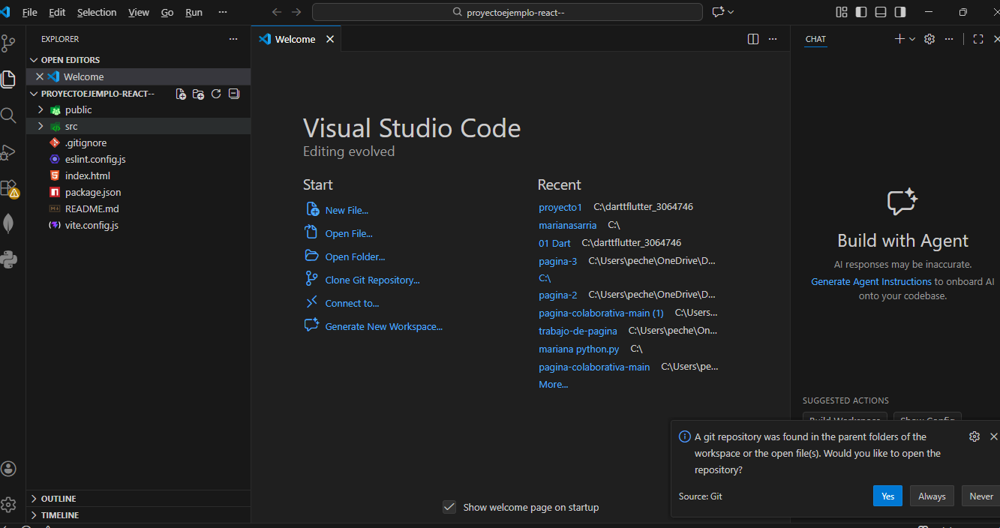 File Edit Selection View Go Run ···
proyectoejemplo-react--
EXPLORER
OPEN EDITORS
Welcome
PROYECTOEJEMPLO-REACT--
public
src
.gitignore
eslint.config.js
index.html
package.json
README.md
vite.config.js
OUTLINE
TIMELINE
Welcome
Visual Studio Code
Editing evolved
Start
New File...
Open File...
Open Folder...
Clone Git Repository...
Connect to...
Generate New Workspace...
Recent
proyecto1 C:\darttflutter_3064746
marianasarria C:\
01 Dart C:\darttflutter_3064746
pagina-3 C:\Users\peche\OneDrive\D...
C:\
pagina-2 C:\Users\peche\OneDrive\D...
pagina-colaborativa-main (1) C:\Users...
trabajo-de-pagina C:\Users\peche\On...
mariana python.py C:\
pagina-colaborativa-main C:\Users\pe...
More...
Show welcome page on startup
CHAT
Build with Agent
AI responses may be inaccurate.
Generate Agent Instructions to onboard AI
onto your codebase.
SUGGESTED ACTIONS
Build Workspace Show Config
A git repository was found in the parent folders of the
workspace or the open file(s). Would you like to open the
repository?
Source: Git
Yes Always Never